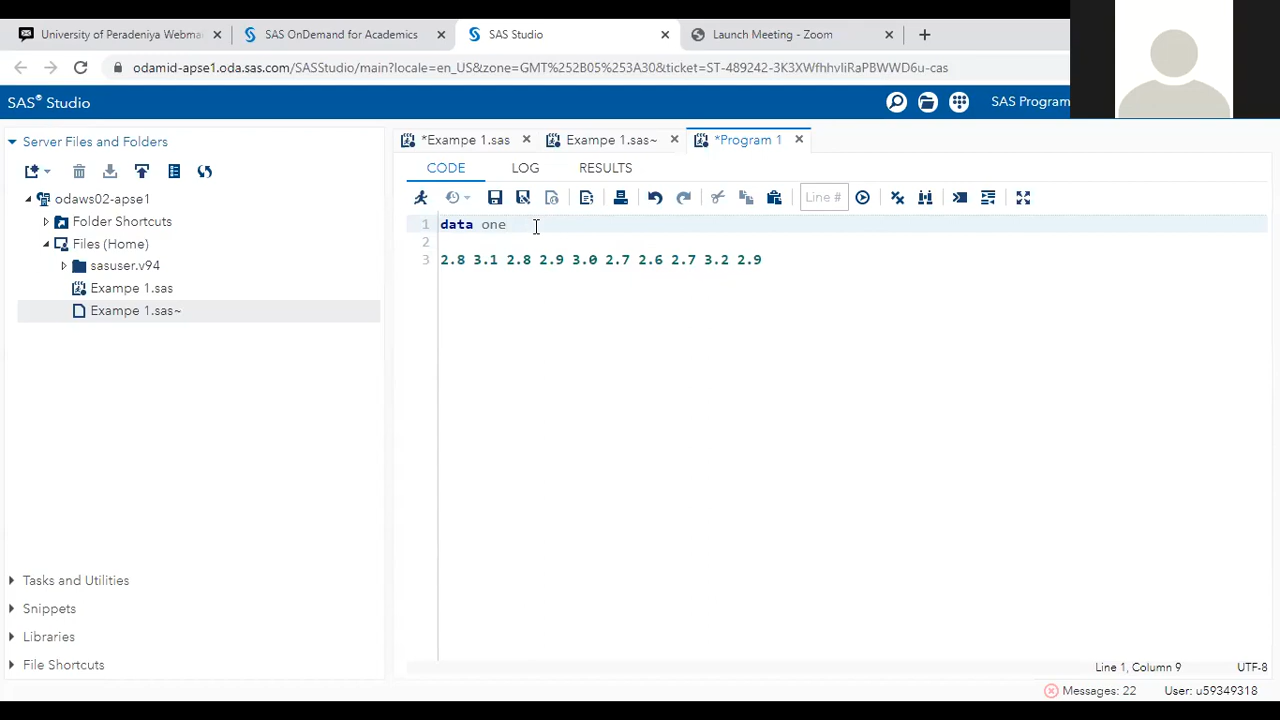 University of Peradeniya Webma
SAS OnDemand for Academics
SAS Studio
Launch Meeting - Zoom
odamid-apse1.oda.sas.com/SASStudio/main?locale=en_US&zone=GMT%252B05%253A30&ticket=ST-489242-3K3XWfhhvIiRaPBWWD6u-cas
SAS® Studio
SAS Program
Server Files and Folders
odaws02-aps#1
Folder Shortcuts
Files (Home)
sasuser.v94
Exampe 1.sas
Exampe 1.sas~
Tasks and Utilities
Snippets
Libraries
File Shortcuts
*Exampe 1.sas
Exampe 1.sas~
*Program 1
CODE LOG RESULTS
Line #
1 data one
2
3 2.8 3.1 2.8 2.9 3.0 2.7 2.6 2.7 3.2 2.9
Line 1, Column 9
UTF-8
Messages: 22
User: u59349318